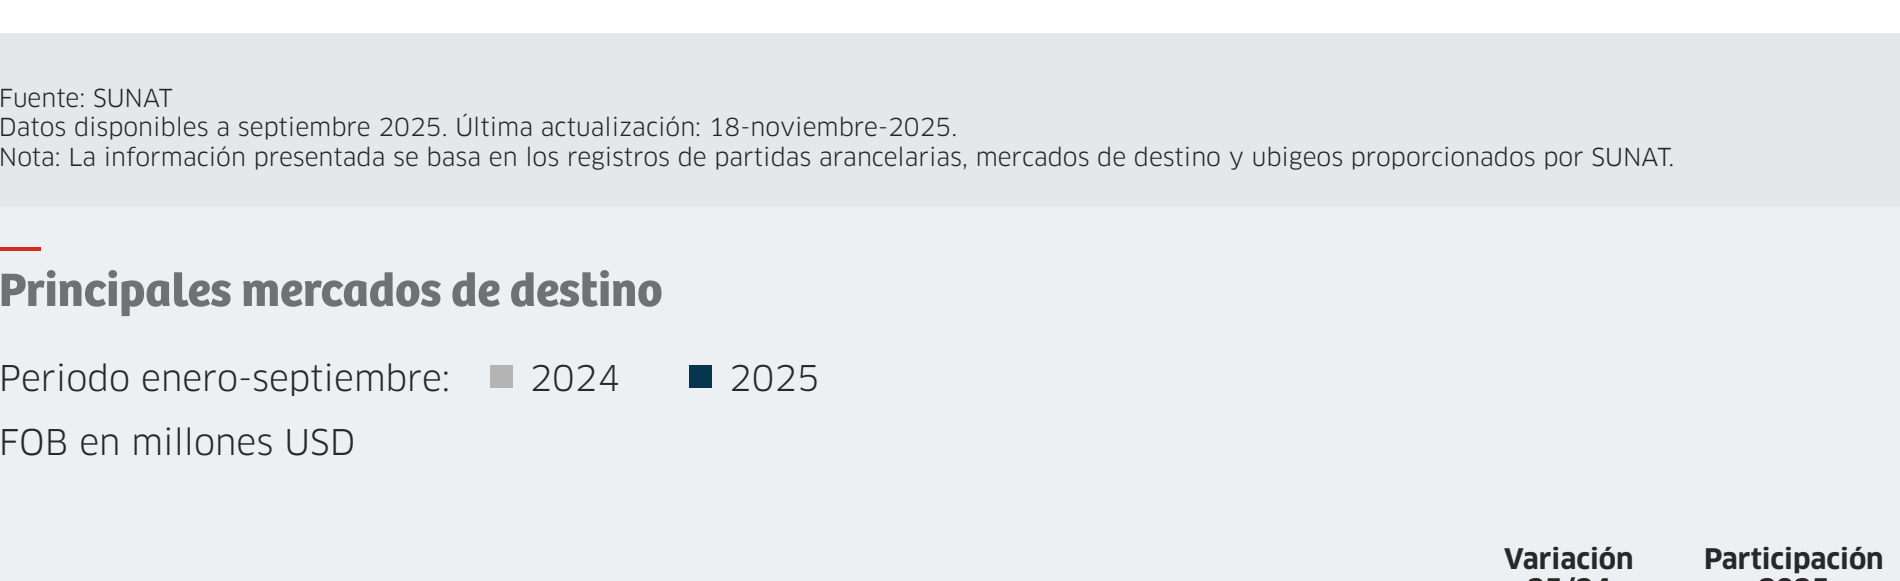 Fuente: SUNAT
Datos disponibles a septiembre 2025. Última actualización: 18-noviembre-2025.
Nota: La información presentada se basa en los registros de partidas arancelarias, mercados de destino y ubigeos proporcionados por SUNAT.
Principales mercados de destino
Periodo enero-septiembre: 2024 2025
FOB en millones USD
Variación Participación